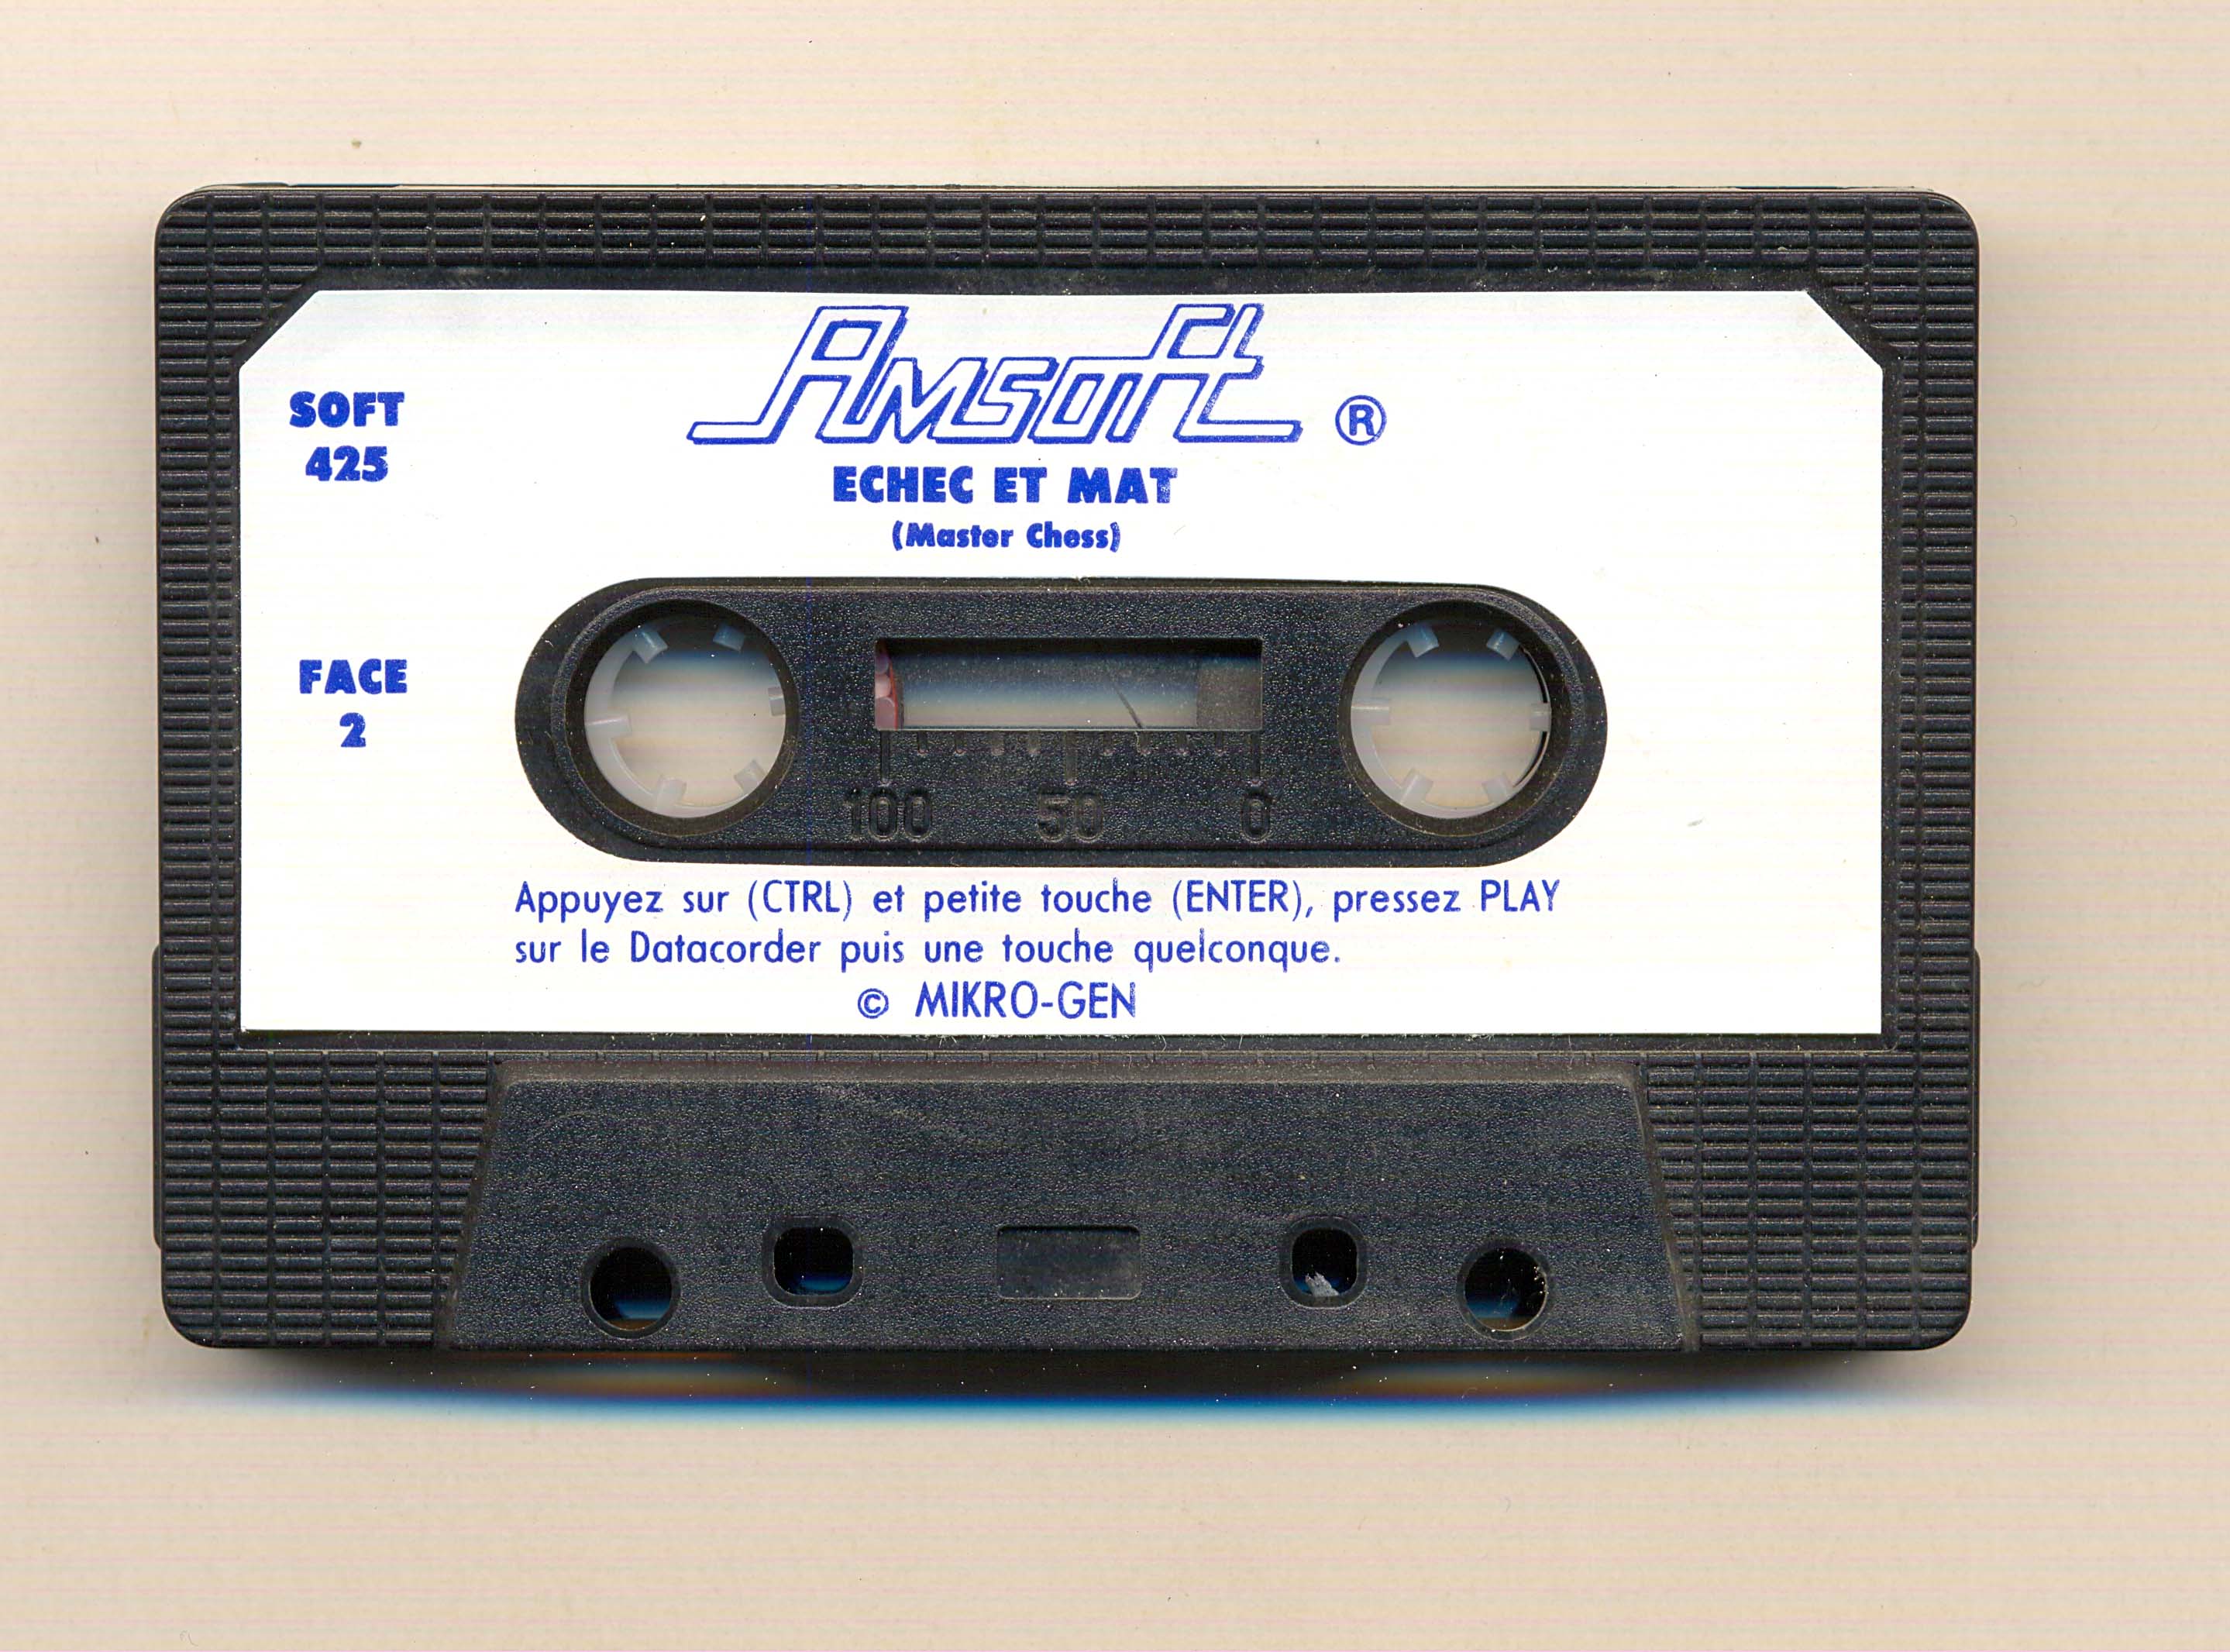 Amsoft ®
SOFT
425
ECHEC ET MAT
(Master Chess)
FACE
2
100 50 0
Appuyez sur (CTRL) et petite touche (ENTER), pressez PLAY
sur le Datacorder puis une touche quelconque.
© MIKRO-GEN